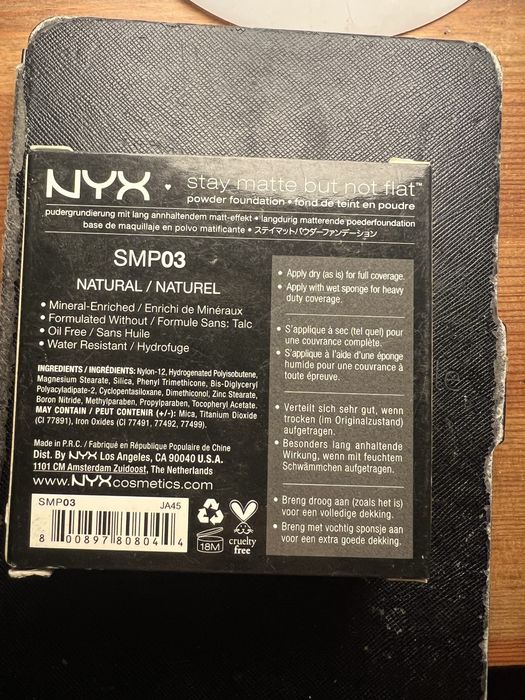 NYX • stay matte but not flat™
powder foundation • fond de teint en poudre
pudergrundierung mit lang annhaltendem matt-effekt • langdurig matterende poederfoundation
base de maquillaje en polvo matificante • ステイマットパウダーファンデーション
SMP03
NATURAL / NATUREL
• Mineral-Enriched / Enrichi de Minéraux
• Formulated Without / Formule Sans: Talc
• Oil Free / Sans Huile
• Water Resistant / Hydrofuge
INGREDIENTS / INGRÉDIENTS: Nylon-12, Hydrogenated Polyisobutene,
Magnesium Stearate, Silica, Phenyl Trimethicone, Bis-Diglyceryl
Polyacyladipate-2, Cyclopentasiloxane, Dimethiconol, Zinc Stearate,
Boron Nitride, Methylparaben, Propylparaben, Tocopheryl Acetate.
MAY CONTAIN / PEUT CONTENIR (+/-): Mica, Titanium Dioxide
(CI 77891), Iron Oxides (CI 77491, 77492, 77499).
Made in P.R.C. / Fabriqué en République Populaire de Chine
Dist. By NYX Los Angeles, CA 90040 U.S.A.
1101 CM Amsterdam Zuidoost, The Netherlands
www.NYXcosmetics.com
SMP03 JA45
8 00897 80804 4
18M
cruelty
free
• Apply dry (as is) for full coverage.
• Apply with wet sponge for heavy
duty coverage.
• S'applique à sec (tel quel) pour
une couvrance complète.
• S'applique à l'aide d'une éponge
humide pour une couvrance à
toute épreuve.
• Verteilt sich sehr gut, wenn
trocken (im Originalzustand)
aufgetragen.
• Besonders lang anhaltende
Wirkung, wenn mit feuchtem
Schwämmchen aufgetragen.
• Breng droog aan (zoals het is)
voor een volledige dekking.
• Breng met vochtig sponsje aan
voor een extra goede dekking.